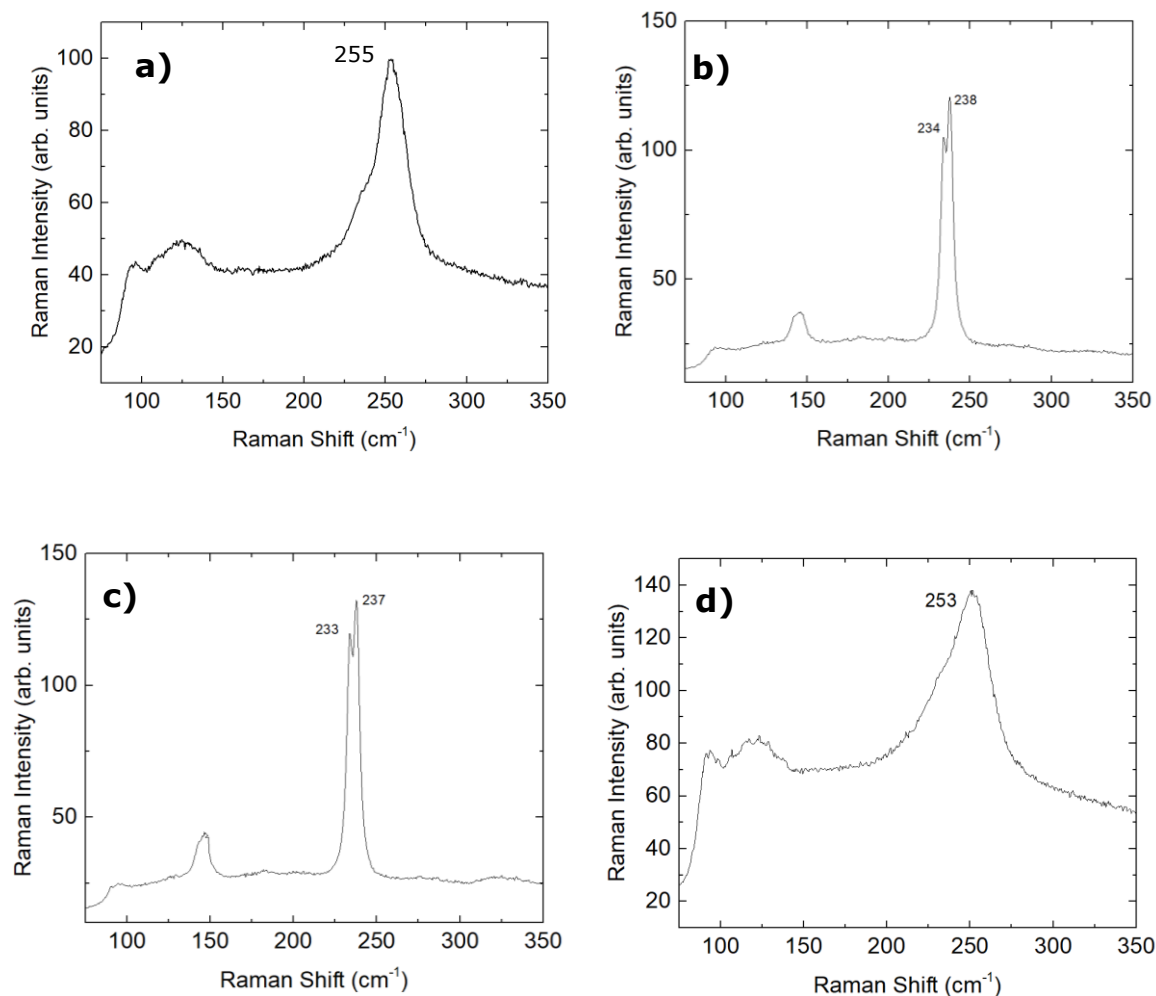 a)
255
100
80
60
40
20
100 150 200 250 300 350
Raman Shift (cm-1)
Raman Intensity (arb. units)
b)
234
238
150
100
50
100 150 200 250 300 350
Raman Shift (cm-1)
Raman Intensity (arb. units)
c)
233
237
150
100
50
100 150 200 250 300 350
Raman Shift (cm-1)
Raman Intensity (arb. units)
d)
253
140
120
100
80
60
40
20
100 150 200 250 300 350
Raman Shift (cm-1)
Raman Intensity (arb. units)